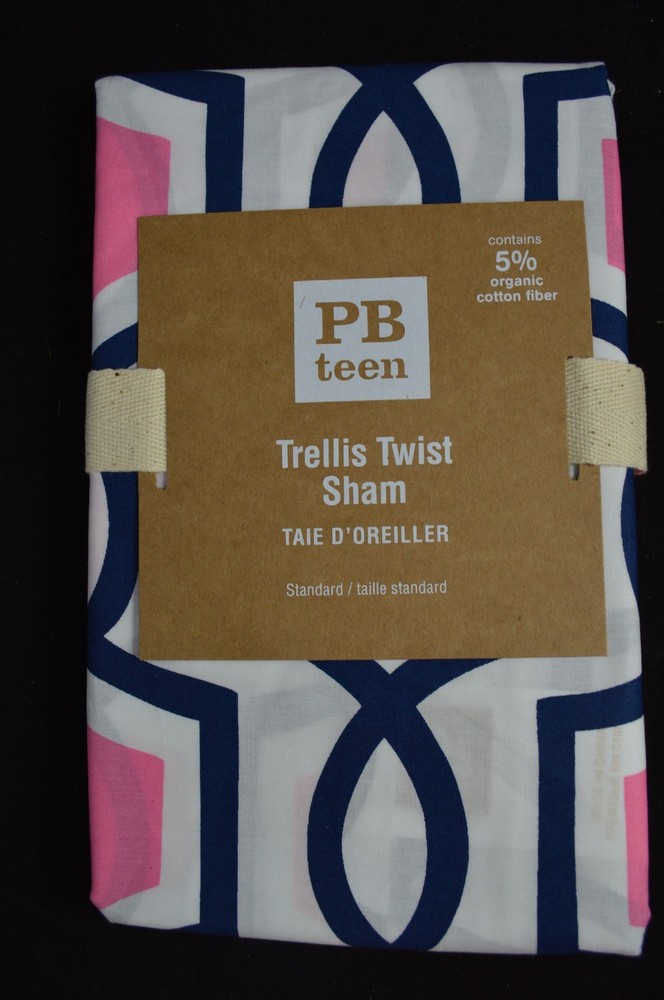 contains
5%
organic
cotton fiber
PB
teen
Trellis Twist
Sham
TAIE D'OREILLER
Standard / taille standard